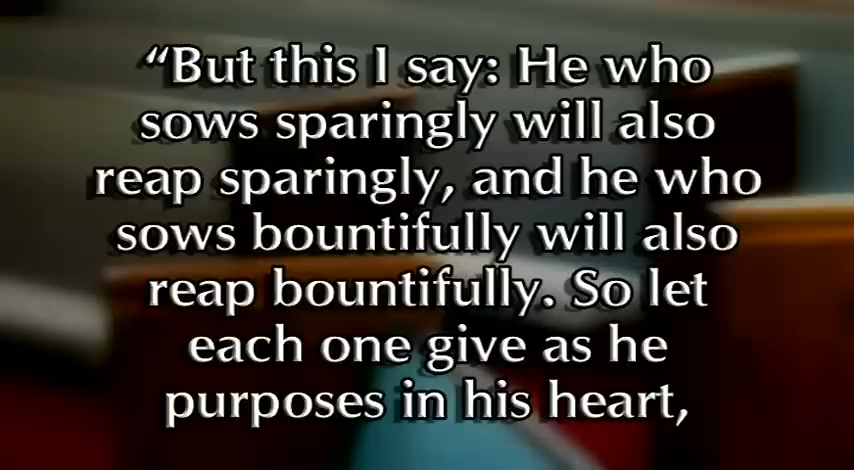 “But this I say: He who
sows sparingly will also
reap sparingly, and he who
sows bountifully will also
reap bountifully. So let
each one give as he
purposes in his heart,